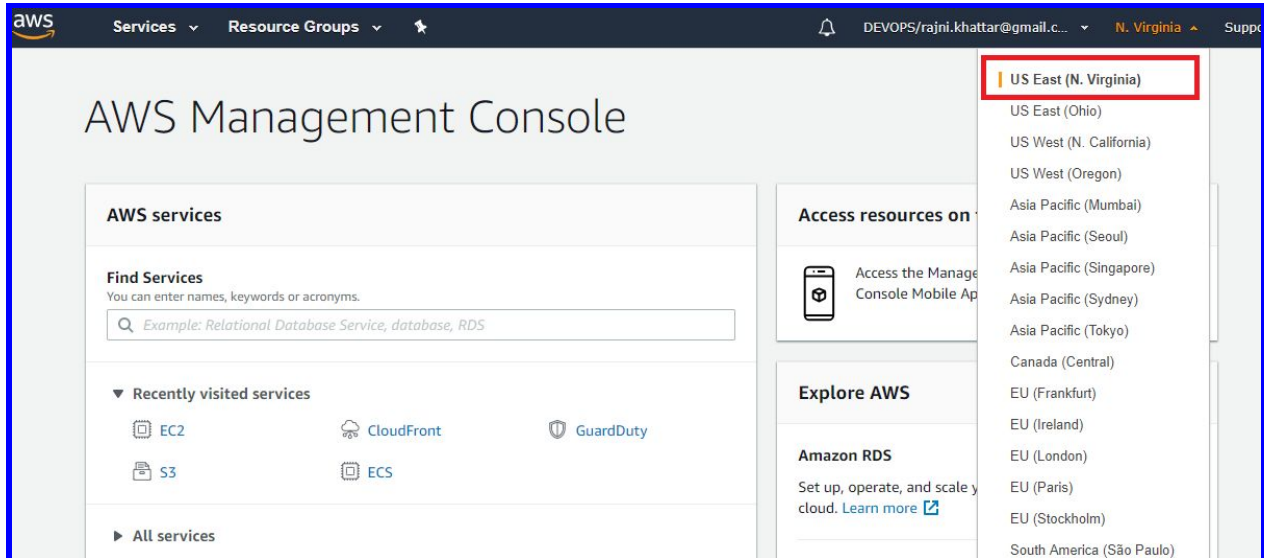 aws
Services
Resource Groups
DEVOPS/rajni.khattar@gmail.c...
N. Virginia
AWS Management Console
AWS services
Find Services
You can enter names, keywords or acronyms.
Example: Relational Database Service, database, RDS
Recently visited services
EC2
CloudFront
GuardDuty
S3
ECS
All services
Access resources on
Access the Manage
Console Mobile Ap
Explore AWS
Amazon RDS
Set up, operate, and scale y
cloud. Learn more
US East (N. Virginia)
US East (Ohio)
US West (N. California)
US West (Oregon)
Asia Pacific (Mumbai)
Asia Pacific (Seoul)
Asia Pacific (Singapore)
Asia Pacific (Sydney)
Asia Pacific (Tokyo)
Canada (Central)
EU (Frankfurt)
EU (Ireland)
EU (London)
EU (Paris)
EU (Stockholm)
South America (São Paulo)